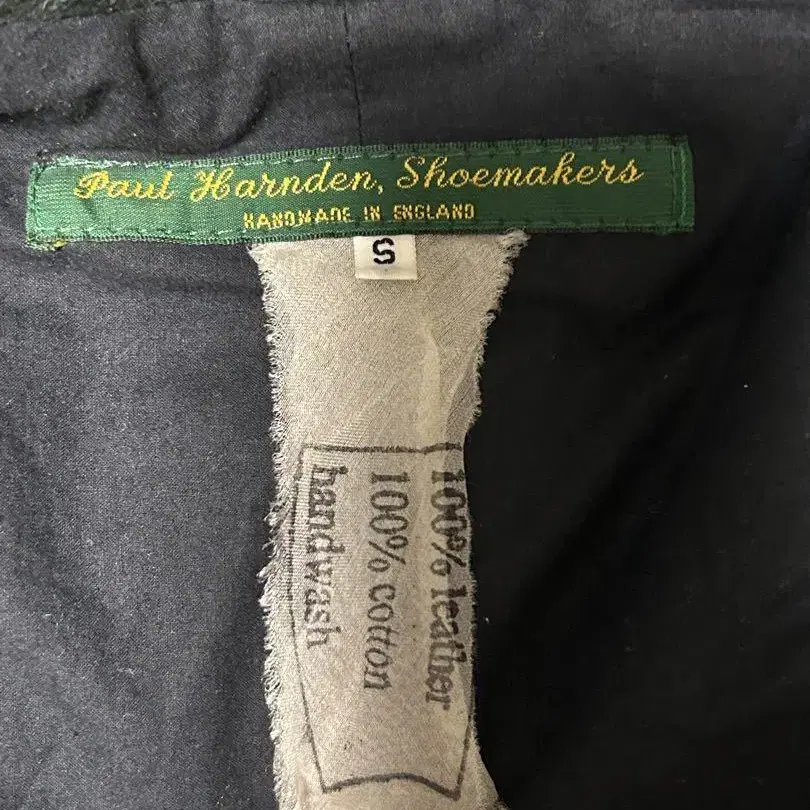 Paul Harnden, Shoemakers
HANDMADE IN ENGLAND
S
100% leather
100% cotton
handwash